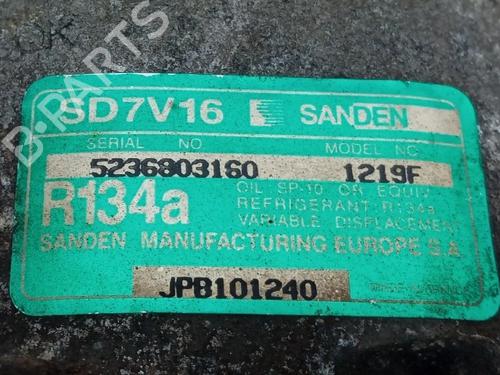 B-PARTS
SD7V16 SANDEN
SERIAL NO MODEL NO.
5236803160 1219F
R134a
OIL SP-10 OR EQUIV.
REFRIGERANT R134a
VARIABLE DISPLACEMENT
SANDEN MANUFACTURING EUROPE S.A.
JPB101240